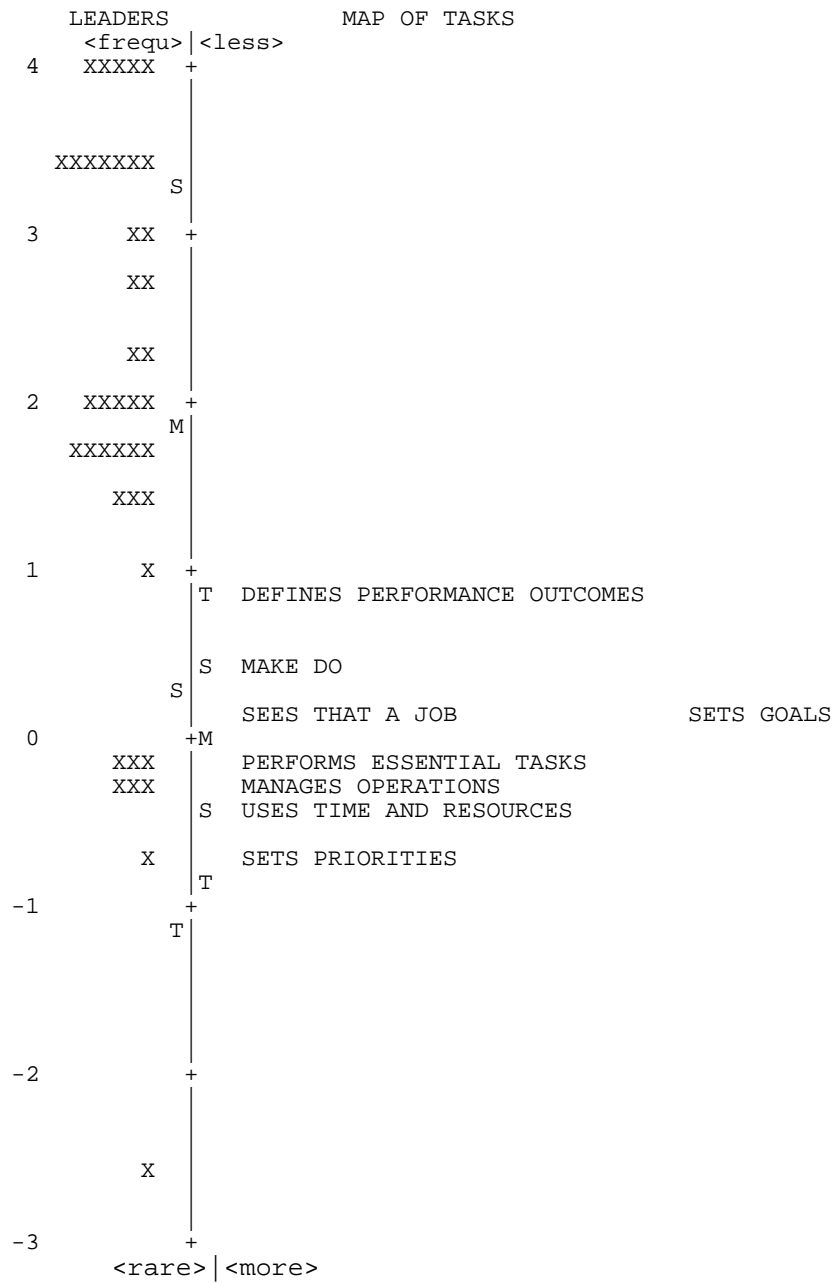 LEADERS MAP OF TASKS
<frequ>|<less>
4 XXXXX +
XXXXXXX
S
3 XX +
XX
XX
2 XXXXX +
M
XXXXXX
XXX
1 X +
T DEFINES PERFORMANCE OUTCOMES
S MAKE DO
S
SEES THAT A JOB SETS GOALS
0 +M
XXX PERFORMS ESSENTIAL TASKS
XXX MANAGES OPERATIONS
S USES TIME AND RESOURCES
X SETS PRIORITIES
T
-1 +
T
-2 +
X
-3 +
<rare>|<more>